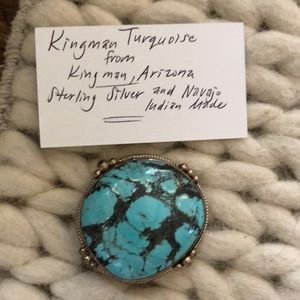 Kingman Turquoise
from
Kingman, Arizona
Sterling Silver and Navajo
Indian Made